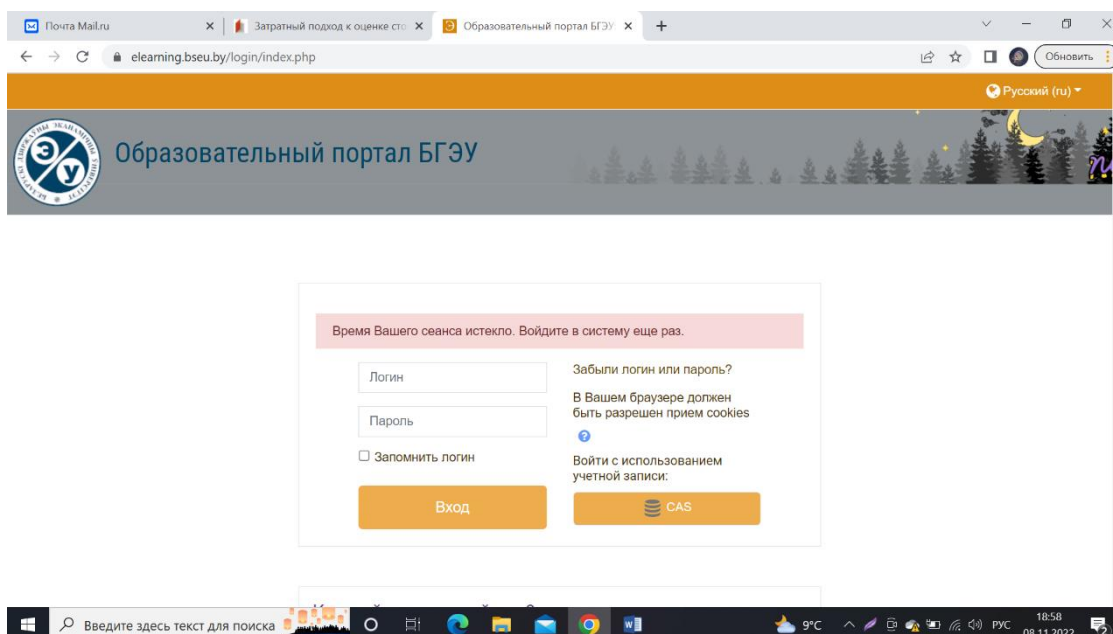 Почта Mail.ru
Затратный подход к оценке сто
Образовательный портал БГЭУ
elearning.bseu.by/login/index.php
Обновить
Русский (ru)
Образовательный портал БГЭУ
Время Вашего сеанса истекло. Войдите в систему еще раз.
Логин
Забыли логин или пароль?
В Вашем браузере должен
быть разрешен прием cookies
Пароль
Запомнить логин
Войти с использованием
учетной записи:
Вход
CAS
Введите здесь текст для поиска
9°C
РУС
18:58
08.11.2022